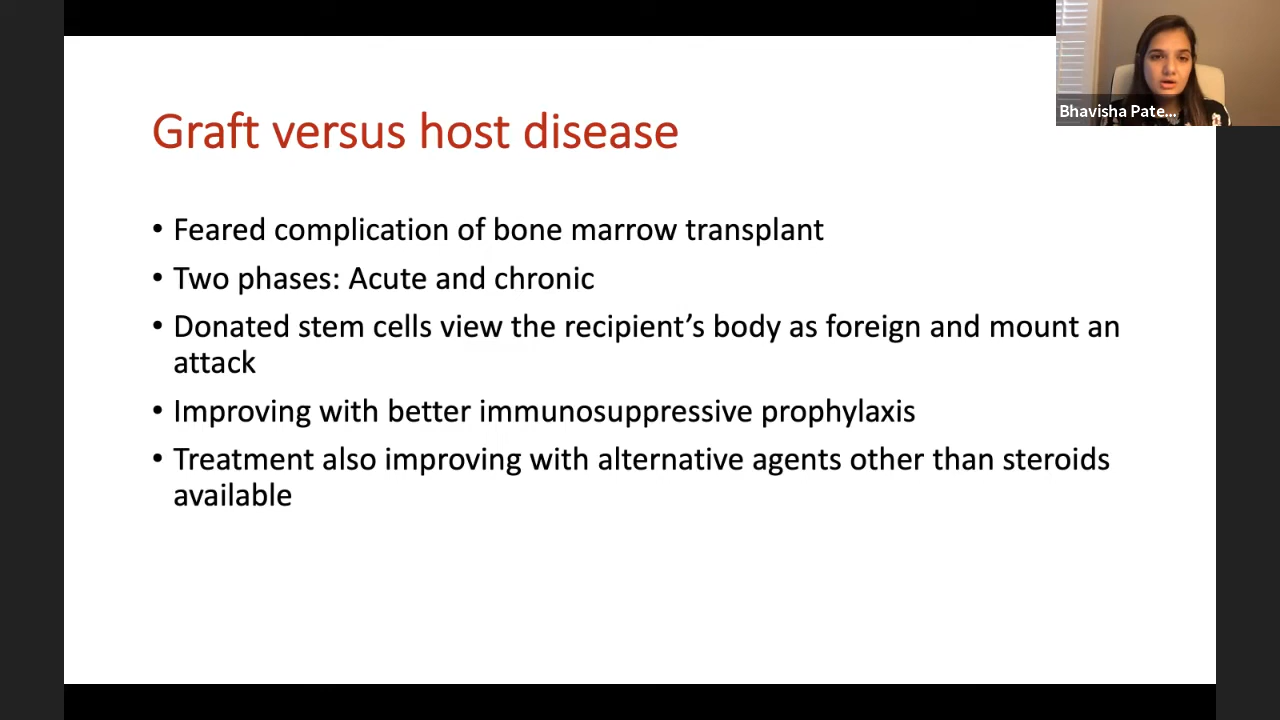 Graft versus host disease
• Feared complication of bone marrow transplant
• Two phases: Acute and chronic
• Donated stem cells view the recipient’s body as foreign and mount an
attack
• Improving with better immunosuppressive prophylaxis
• Treatment also improving with alternative agents other than steroids
available
Bhavisha Pate...